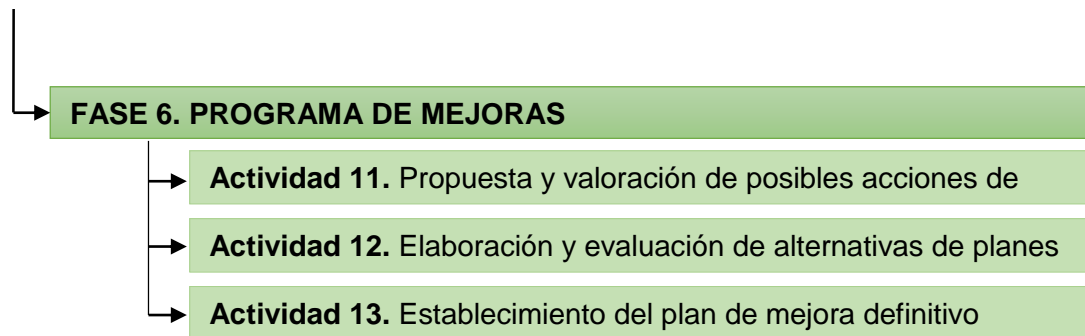 FASE 6. PROGRAMA DE MEJORAS
Actividad 11. Propuesta y valoración de posibles acciones de
Actividad 12. Elaboración y evaluación de alternativas de planes
Actividad 13. Establecimiento del plan de mejora definitivo